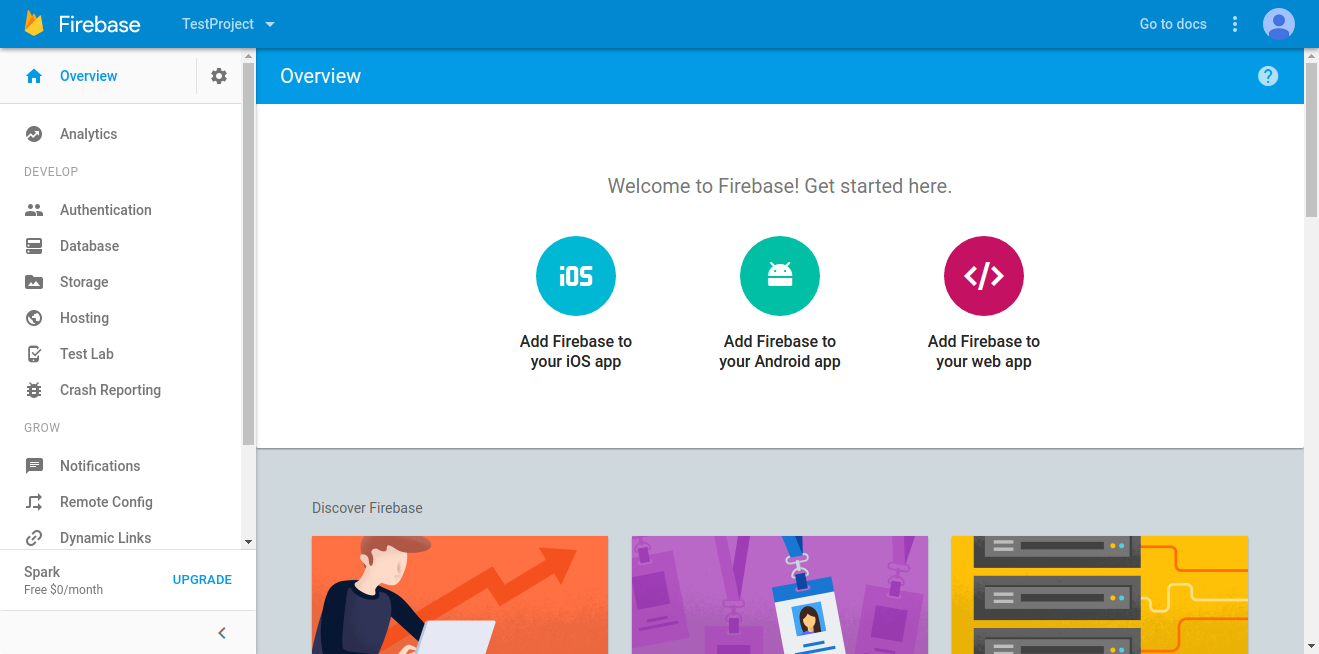 Firebase
TestProject
Go to docs
Overview
Analytics
DEVELOP
Authentication
Database
Storage
Hosting
Test Lab
Crash Reporting
GROW
Notifications
Remote Config
Dynamic Links
Spark
Free $0/month
UPGRADE
Overview
?
Welcome to Firebase! Get started here.
iOS
</>
Add Firebase to
your iOS app
Add Firebase to
your Android app
Add Firebase to
your web app
Discover Firebase